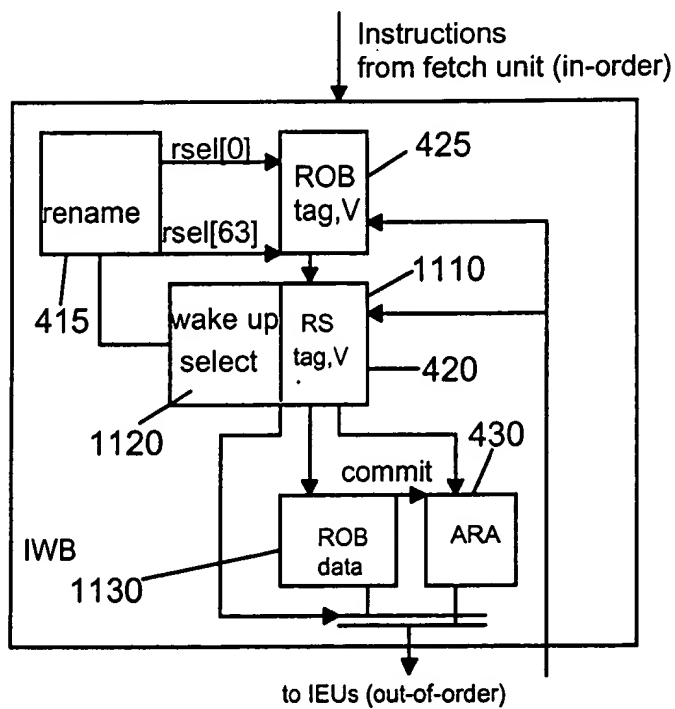 Instructions
from fetch unit (in-order)
rsel[0]
425
ROB
tag,V
rename
rsel[63]
1110
415
wake up
select
RS
tag,V
420
1120
430
commit
IWB
ROB
data
ARA
1130
to IEUs (out-of-order)